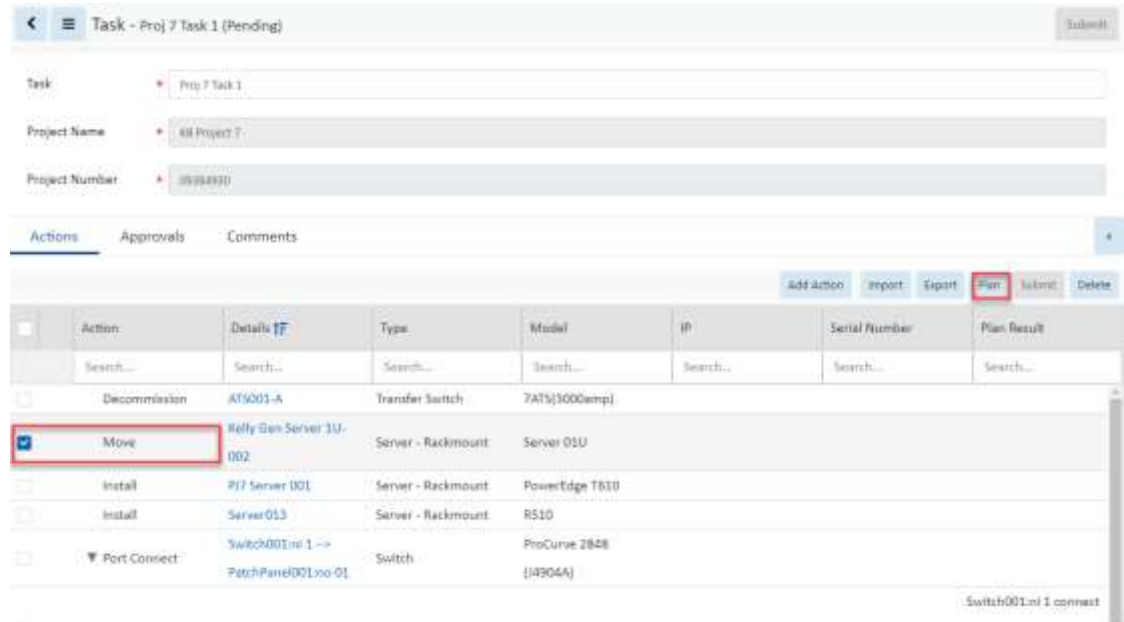 Task - Proj 7 Task 1 (Pending) Submit
Task * Proj 7 Task 1
Project Name * KB Project 7
Project Number *
Actions Approvals Comments
Add Action Import Export Plan Submit Delete
Action Details Type Model IP Serial Number Plan Result
Search... Search... Search... Search... Search... Search... Search...
Decommission ATS001-A Transfer Switch 7ATS(3000amp)
Move Kelly Gen Server 1U-002 Server - Rackmount Server 01U
Install PJ7 Server 001 Server - Rackmount PowerEdge T610
Install Server013 Server - Rackmount R510
Port Connect Switch001:ni 1 --> PatchPanel001:no-01 Switch ProCurve 2848 (J4904A)
Switch001:ni 1 connect